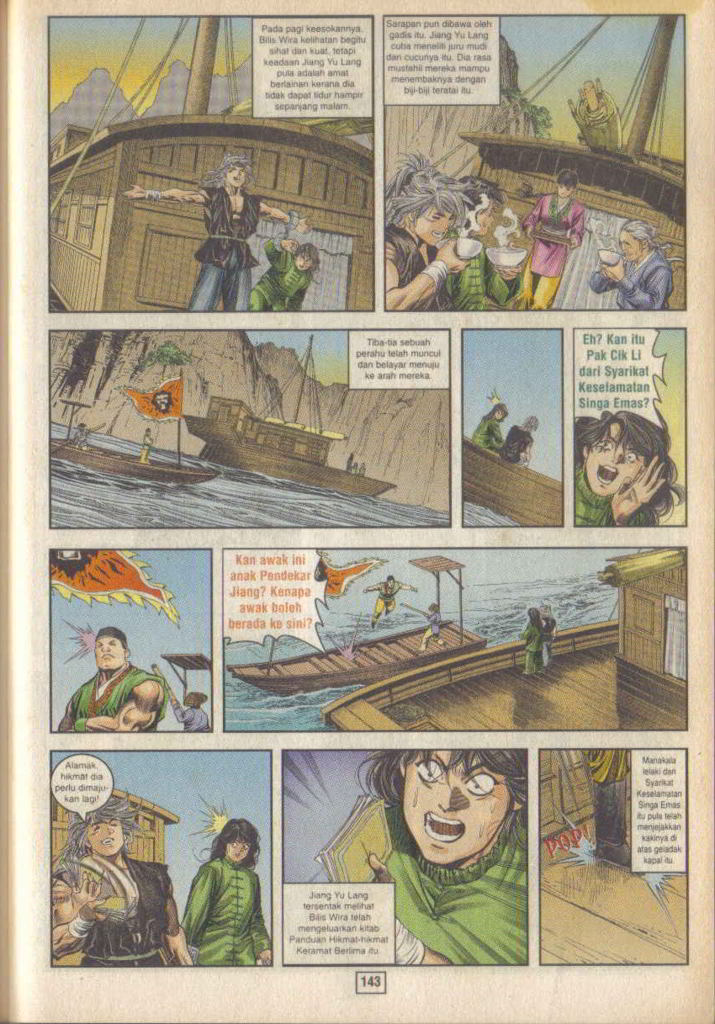 Pada pagi keesokannya,
Bilis Wira kelihatan begitu
sihat dan kuat, tetapi
keadaan Jiang Yu Lang
pula adalah amat
berlainan kerana dia
tidak dapat tidur hampir
sepanjang malam.
Sarapan pun dibawa oleh
gadis itu. Jiang Yu Lang
cuba meneliti juru mudi
dan cucunya itu. Dia rasa
mustahil mereka mampu
menembaknya dengan
biji-biji teratai itu.
Tiba-tia sebuah
perahu telah muncul
dan belayar menuju
ke arah mereka.
Eh? Kan itu
Pak Cik Li
dari Syarikat
Keselamatan
Singa Emas?
Kan awak ini
anak Pendekar
Jiang? Kenapa
awak boleh
berada ke sini?
Alamak,
hikmat dia
perlu dimaju-
kan lagi!
Jiang Yu Lang
tersentak melihat
Bilis Wira telah
mengeluarkan kitab
Panduan Hikmat-hikmat
Keramat Berlima itu.
Manakala
lelaki dari
Syarikat
Keselamatan
Singa Emas
itu pula telah
menjejakkan
kakinya di
atas geladak
kapal itu.
POP!
143